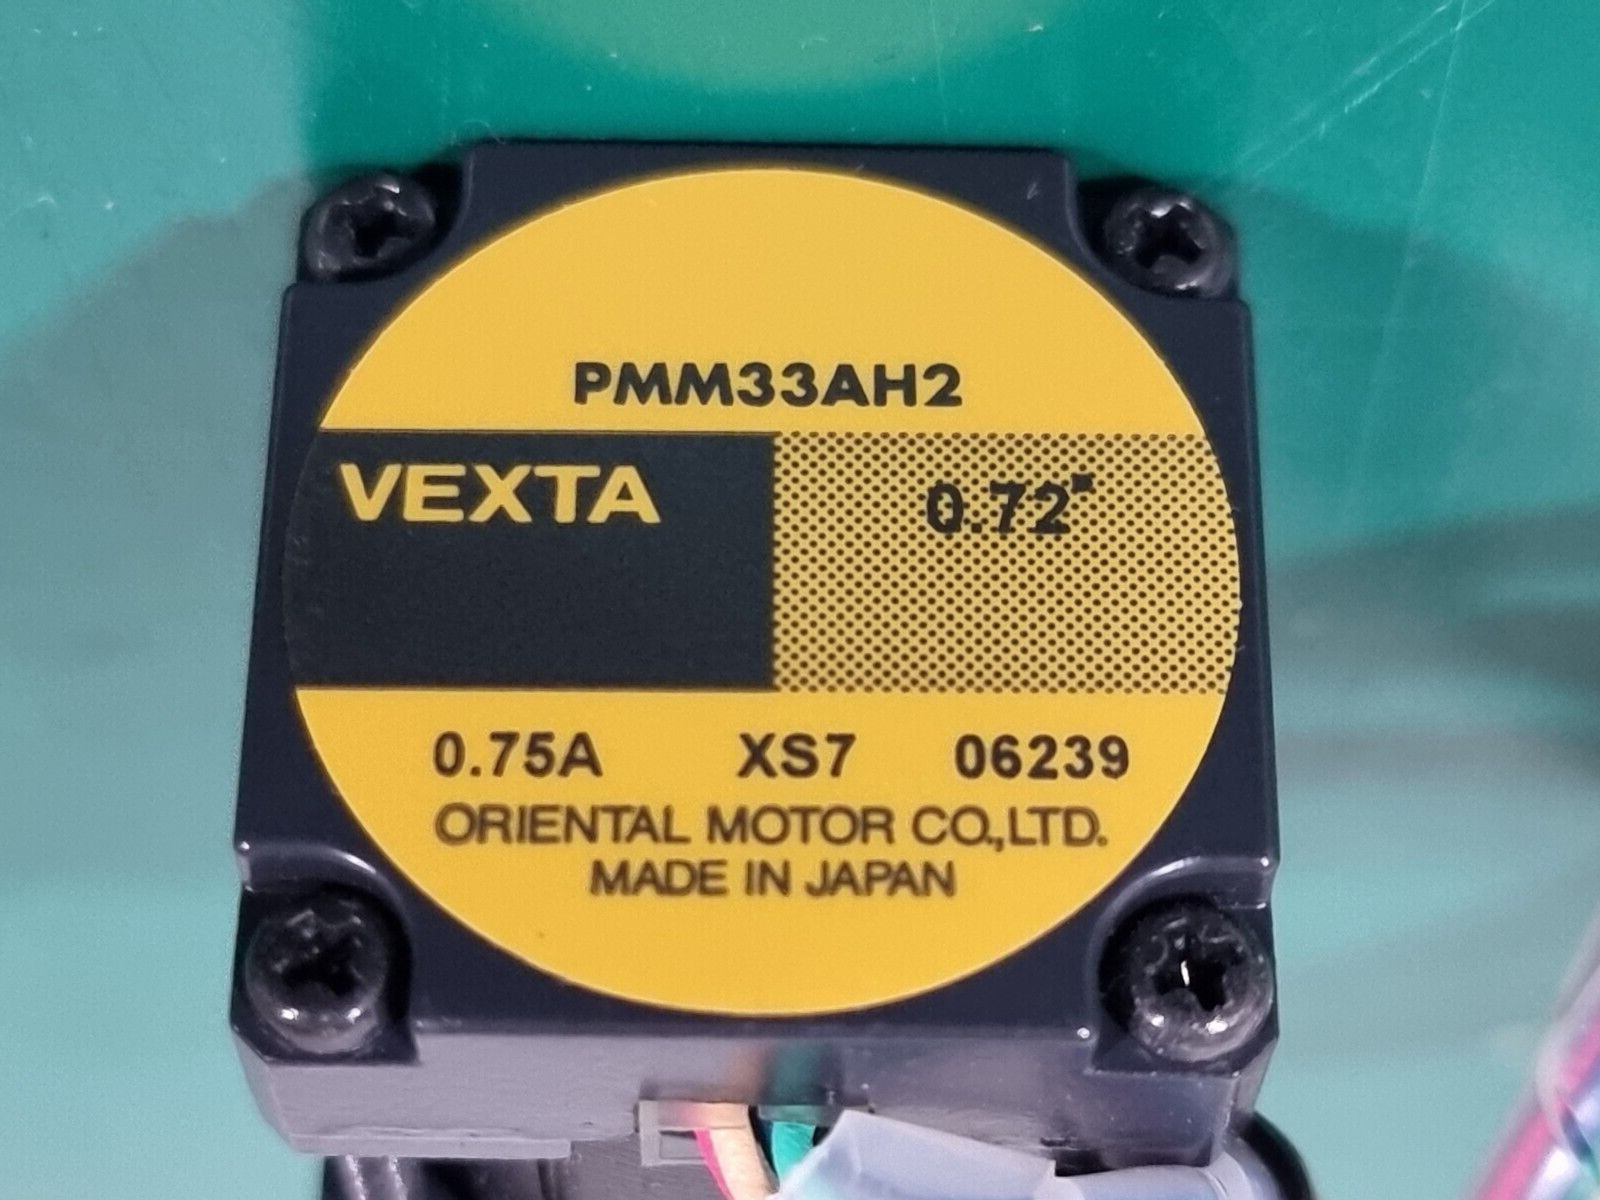 PMM33AH2
VEXTA 0.72°
0.75A XS7 06239
ORIENTAL MOTOR CO.,LTD.
MADE IN JAPAN